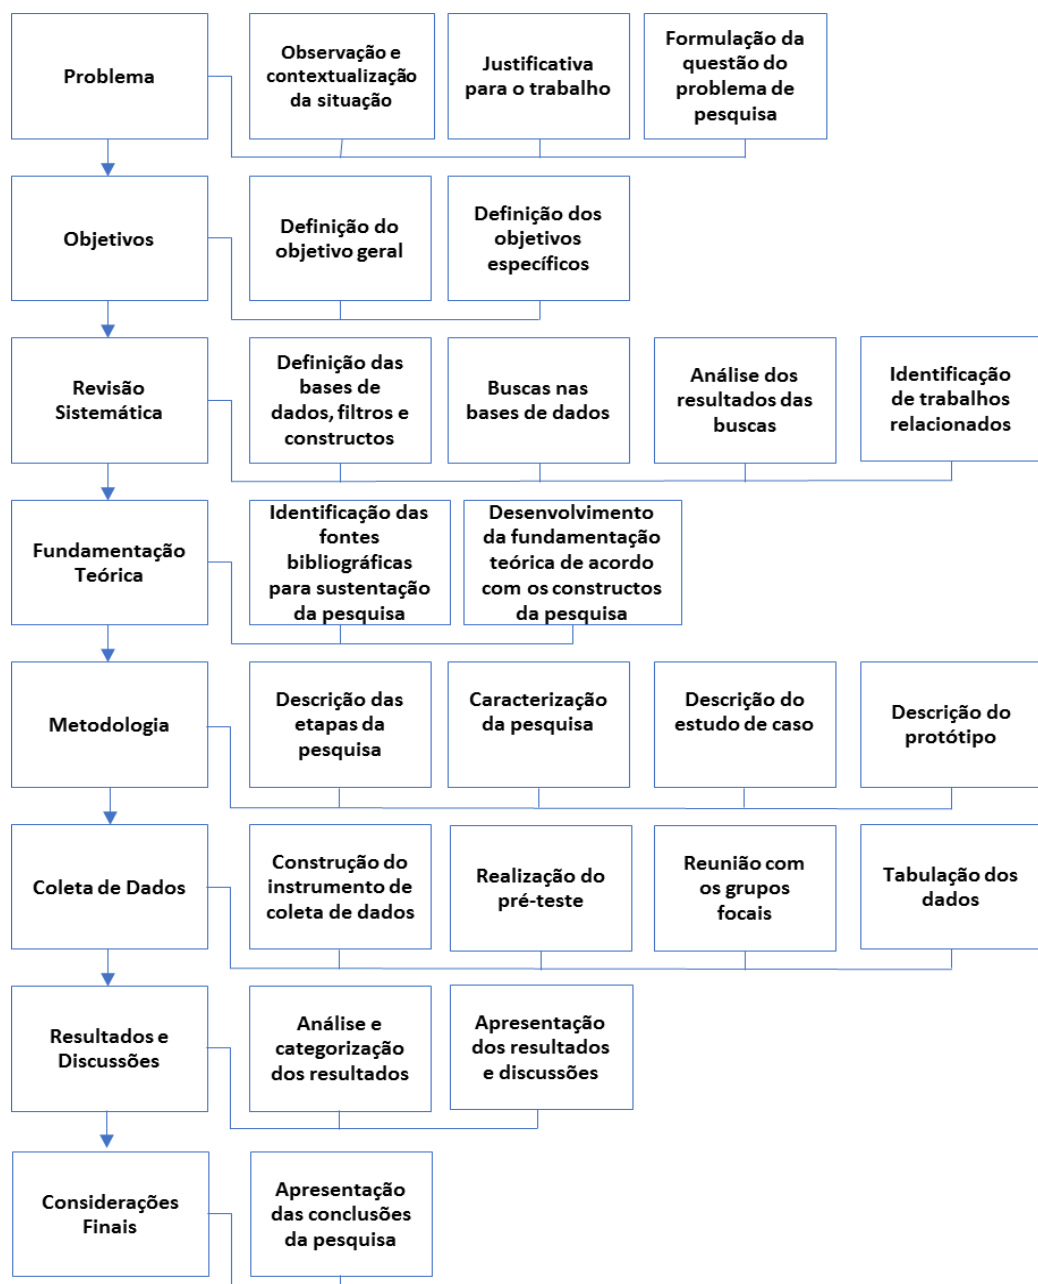 Problema
Observação e
contextualização
da situação
Justificativa
para o trabalho
Formulação da
questão do
problema de
pesquisa
Objetivos
Definição do
objetivo geral
Definição dos
objetivos
específicos
Revisão
Sistemática
Definição das
bases de
dados, filtros e
constructos
Buscas nas
bases de dados
Análise dos
resultados das
buscas
Identificação
de trabalhos
relacionados
Fundamentação
Teórica
Identificação das
fontes
bibliográficas
para sustentação
da pesquisa
Desenvolvimento
da fundamentação
teórica de acordo
com os constructos
da pesquisa
Metodologia
Descrição das
etapas da
pesquisa
Caracterização
da pesquisa
Descrição do
estudo de caso
Descrição do
protótipo
Coleta de Dados
Construção do
instrumento de
coleta de dados
Realização do
pré-teste
Reunião com
os grupos
focais
Tabulação dos
dados
Resultados e
Discussões
Análise e
categorização
dos resultados
Apresentação
dos resultados
e discussões
Considerações
Finais
Apresentação
das conclusões
da pesquisa